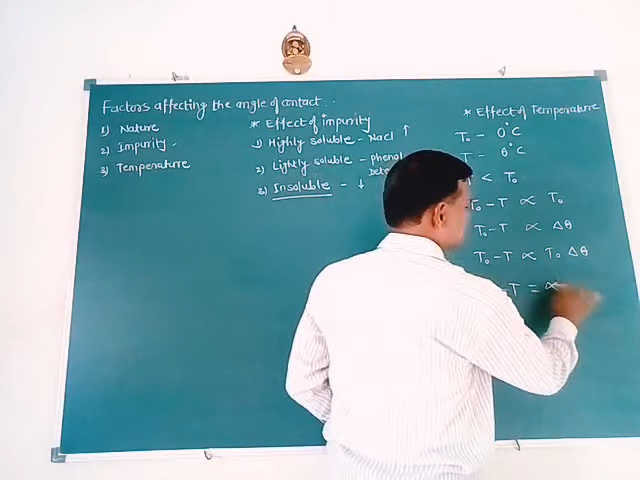 Factors affecting the angle of contact..
1) Nature
2) Impurity.
3) Temperature
* Effect of impurity
1) Highly soluble - Nacl ↑
2) Lightly soluble - phenol
3) Insoluble - ↓
* Effect of Temperature
T₀ - 0°C
T - θ°C
< T₀
T₀ - T ∝ T₀
T₀ - T ∝ Δθ
T₀ - T ∝ T₀ Δθ
- T = ∝